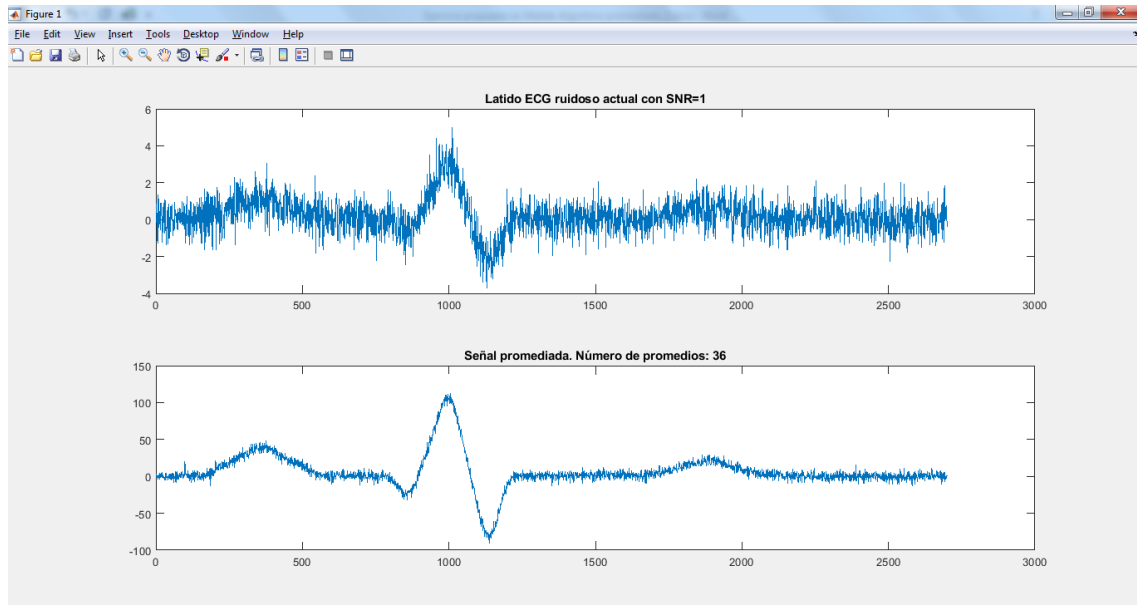 Figure 1
File Edit View Insert Tools Desktop Window Help
Latido ECG ruidoso actual con SNR=1
6
4
2
0
-2
-4
0 500 1000 1500 2000 2500 3000
Señal promediada. Número de promedios: 36
150
100
50
0
-50
-100
0 500 1000 1500 2000 2500 3000